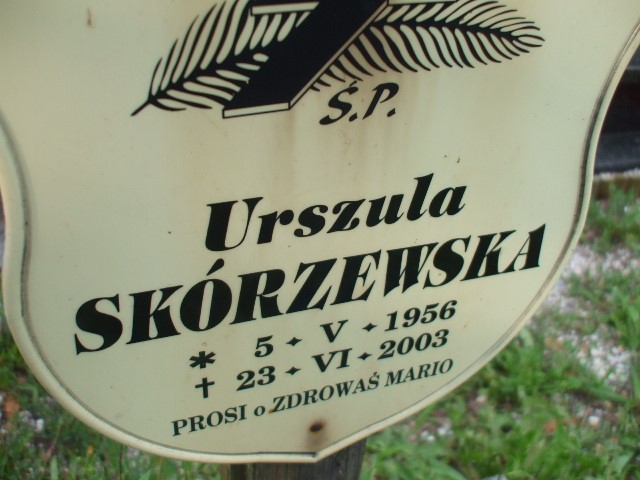 Ś.P.
Urszula
SKÓRZEWSKA
* 5 ✦ V ✦ 1956
† 23 ✦ VI ✦ 2003
PROSI o ZDROWAŚ MARIO